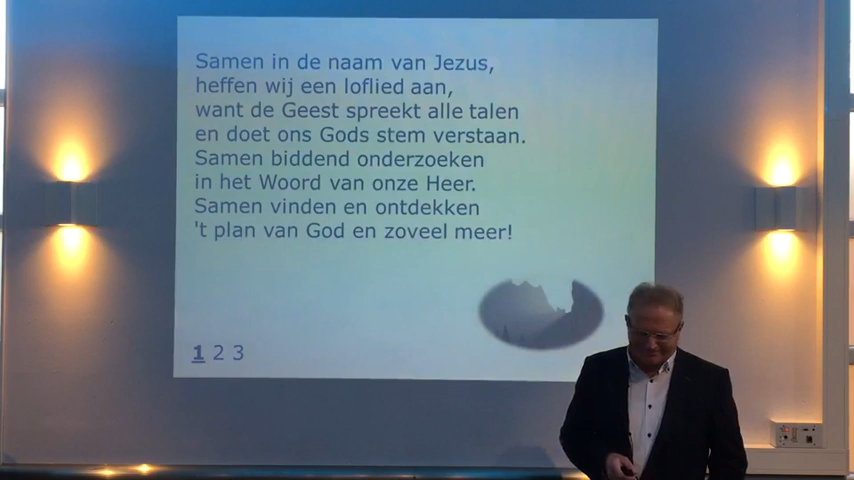 Samen in de naam van Jezus,
heffen wij een loflied aan,
want de Geest spreekt alle talen
en doet ons Gods stem verstaan.
Samen biddend onderzoeken
in het Woord van onze Heer.
Samen vinden en ontdekken
't plan van God en zoveel meer!
1 2 3